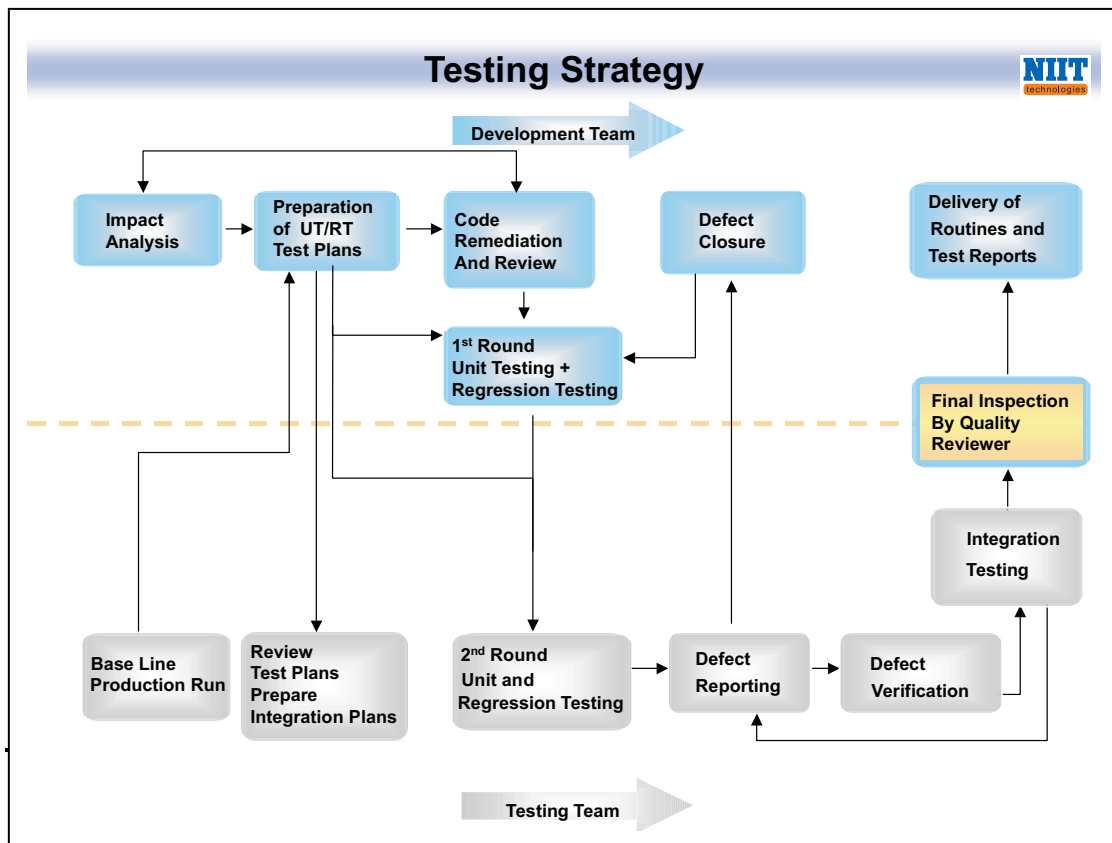 Testing Strategy
NIIT
technologies
Development Team
Impact
Analysis
Preparation
of UT/RT
Test Plans
Code
Remediation
And Review
Defect
Closure
Delivery of
Routines and
Test Reports
1st Round
Unit Testing +
Regression Testing
Final Inspection
By Quality
Reviewer
Integration
Testing
Base Line
Production Run
Review
Test Plans
Prepare
Integration Plans
2nd Round
Unit and
Regression Testing
Defect
Reporting
Defect
Verification
Testing Team